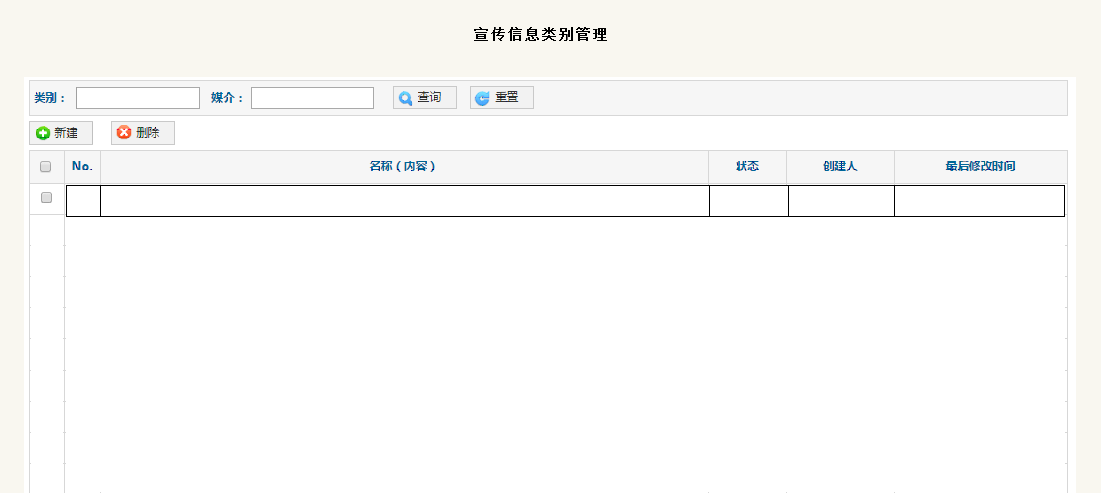 宣传信息类别管理
类别： 媒介： 查询 重置
新建 删除
No. 名称（内容） 状态 创建人 最后修改时间